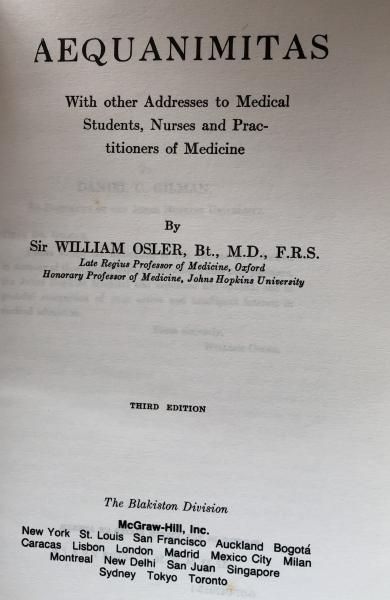 AEQUANIMITAS
With other Addresses to Medical
Students, Nurses and Prac-
titioners of Medicine
By
Sir WILLIAM OSLER, Bt., M.D., F.R.S.
Late Regius Professor of Medicine, Oxford
Honorary Professor of Medicine, Johns Hopkins University
THIRD EDITION
The Blakiston Division
McGraw-Hill, Inc.
New York St. Louis San Francisco Auckland Bogotá
Caracas Lisbon London Madrid Mexico City Milan
Montreal New Delhi San Juan Singapore
Sydney Tokyo Toronto